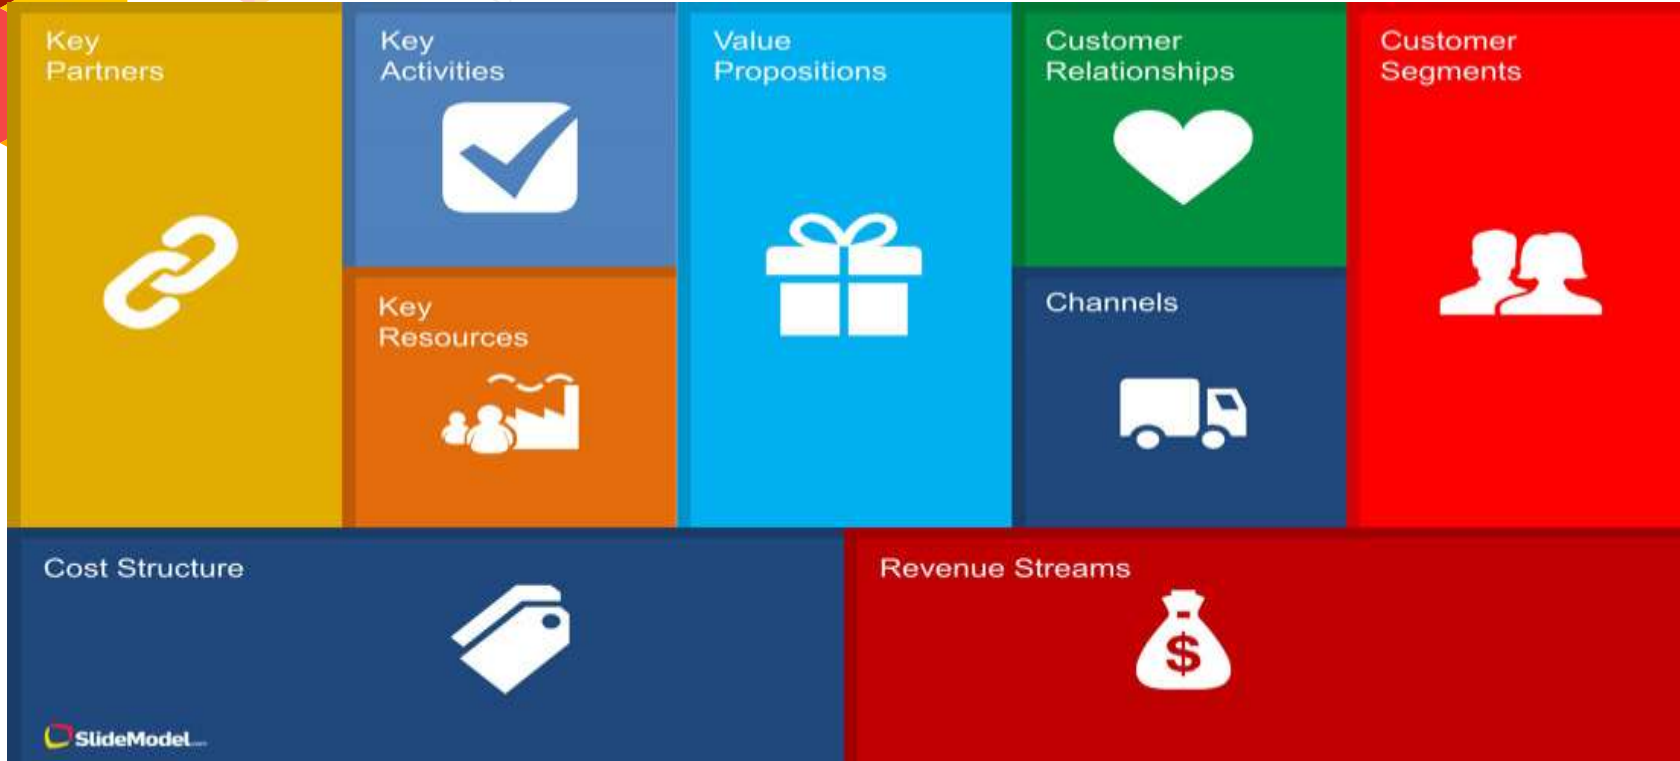 Key
Partners
Key
Activities
Value
Propositions
Customer
Relationships
Customer
Segments
Key
Resources
Channels
Cost Structure
Revenue Streams
$
SlideModel